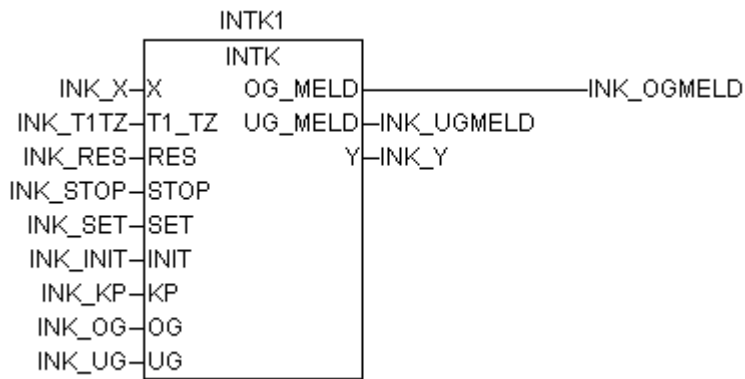 INTK1
INTK
INK_X X OG_MELD INK_OGMELD
INK_T1TZ T1_TZ UG_MELD INK_UGMELD
INK_RES RES Y INK_Y
INK_STOP STOP
INK_SET SET
INK_INIT INIT
INK_KP KP
INK_OG OG
INK_UG UG